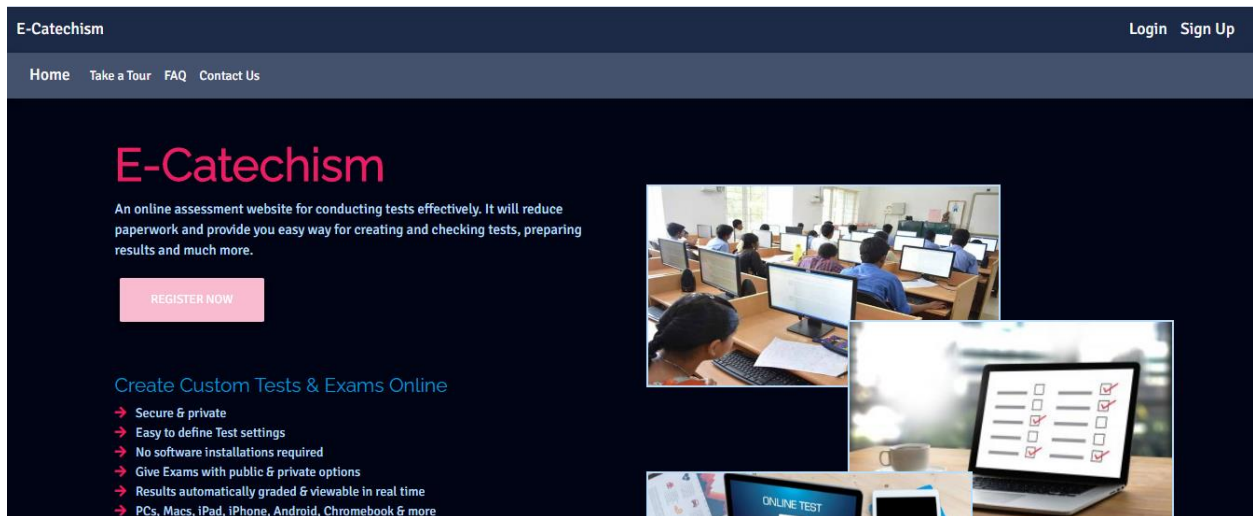 E-Catechism
Login Sign Up
Home Take a Tour FAQ Contact Us
E-Catechism
An online assessment website for conducting tests effectively. It will reduce
paperwork and provide you easy way for creating and checking tests, preparing
results and much more.
REGISTER NOW
Create Custom Tests & Exams Online
Secure & private
Easy to define Test settings
No software installations required
Give Exams with public & private options
Results automatically graded & viewable in real time
PCs, Macs, iPad, iPhone, Android, Chromebook & more
ONLINE TEST